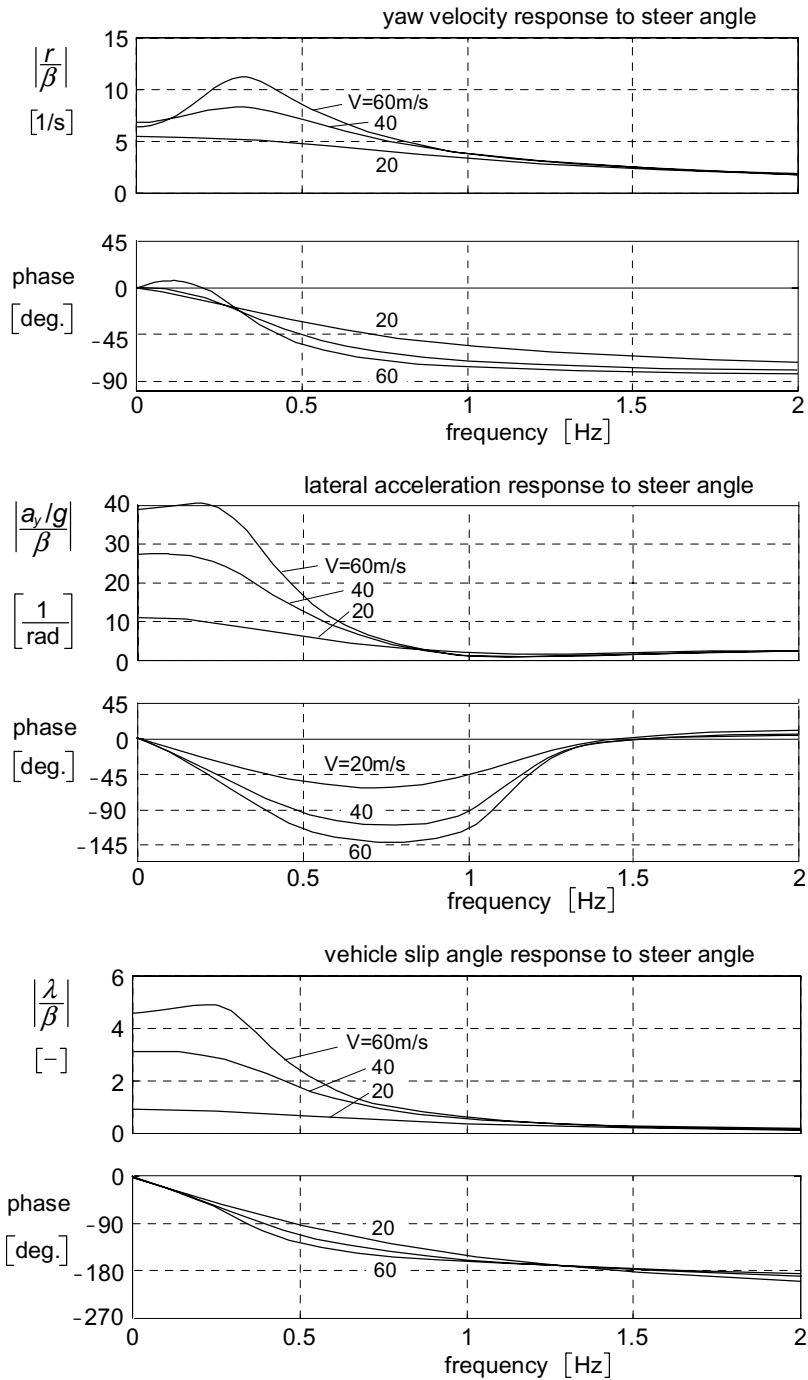 yaw velocity response to steer angle
|r/β|
[1/s]
15
10
5
0
V=60m/s
40
20
phase
[deg.]
45
0
-45
-90
20
60
0
0.5
1
1.5
2
frequency [Hz]
lateral acceleration response to steer angle
|a_y/g/β|
[1/rad]
40
30
20
10
0
V=60m/s
40
20
phase
[deg.]
45
0
-45
-90
-145
V=20m/s
40
60
0
0.5
1
1.5
2
frequency [Hz]
vehicle slip angle response to steer angle
|λ/β|
[-]
6
4
2
0
V=60m/s
40
20
phase
[deg.]
0
-90
-180
-270
20
60
0
0.5
1
1.5
2
frequency [Hz]